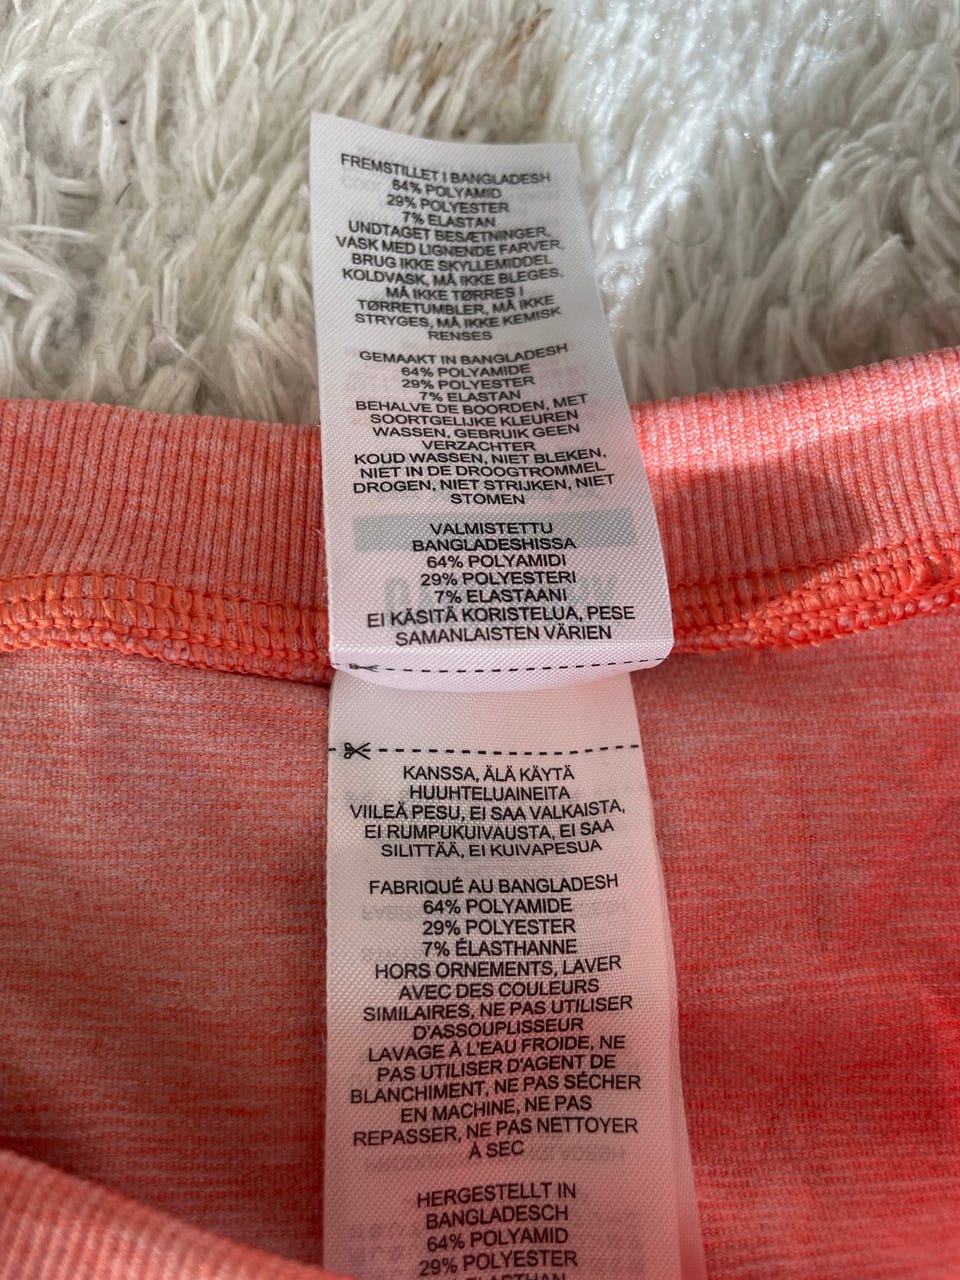 FREMSTILLET I BANGLADESH
64% POLYAMID
29% POLYESTER
7% ELASTAN
UNDTAGET BESÆTNINGER,
VASK MED LIGNENDE FARVER,
BRUG IKKE SKYLLEMIDDEL
KOLDVASK, MÅ IKKE BLEGES,
MÅ IKKE TØRRES I
TØRRETUMBLER, MÅ IKKE
STRYGES, MÅ IKKE KEMISK
RENSES
GEMAAKT IN BANGLADESH
64% POLYAMIDE
29% POLYESTER
7% ELASTAN
BEHALVE DE BOORDEN, MET
SOORTGELIJKE KLEUREN
WASSEN, GEBRUIK GEEN
VERZACHTER
KOUD WASSEN, NIET BLEKEN,
NIET IN DE DROOGTROMMEL
DROGEN, NIET STRIJKEN, NIET
STOMEN
VALMISTETTU
BANGLADESHISSA
64% POLYAMIDI
29% POLYESTERI
7% ELASTAANI
EI KÄSITÄ KORISTELUA, PESE
SAMANLAISTEN VÄRIEN
KANSSA, ÄLÄ KÄYTÄ
HUUHTELUAINEITA
VIILEÄ PESU, EI SAA VALKAISTA,
EI RUMPUKUIVAUSTA, EI SAA
SILITTÄÄ, EI KUIVAPESUA
FABRIQUÉ AU BANGLADESH
64% POLYAMIDE
29% POLYESTER
7% ÉLASTHANNE
HORS ORNEMENTS, LAVER
AVEC DES COULEURS
SIMILAIRES, NE PAS UTILISER
D'ASSOUPLISSEUR
LAVAGE À L'EAU FROIDE, NE
PAS UTILISER D'AGENT DE
BLANCHIMENT, NE PAS SÉCHER
EN MACHINE, NE PAS
REPASSER, NE PAS NETTOYER
À SEC
HERGESTELLT IN
BANGLADESCH
64% POLYAMID
29% POLYESTER